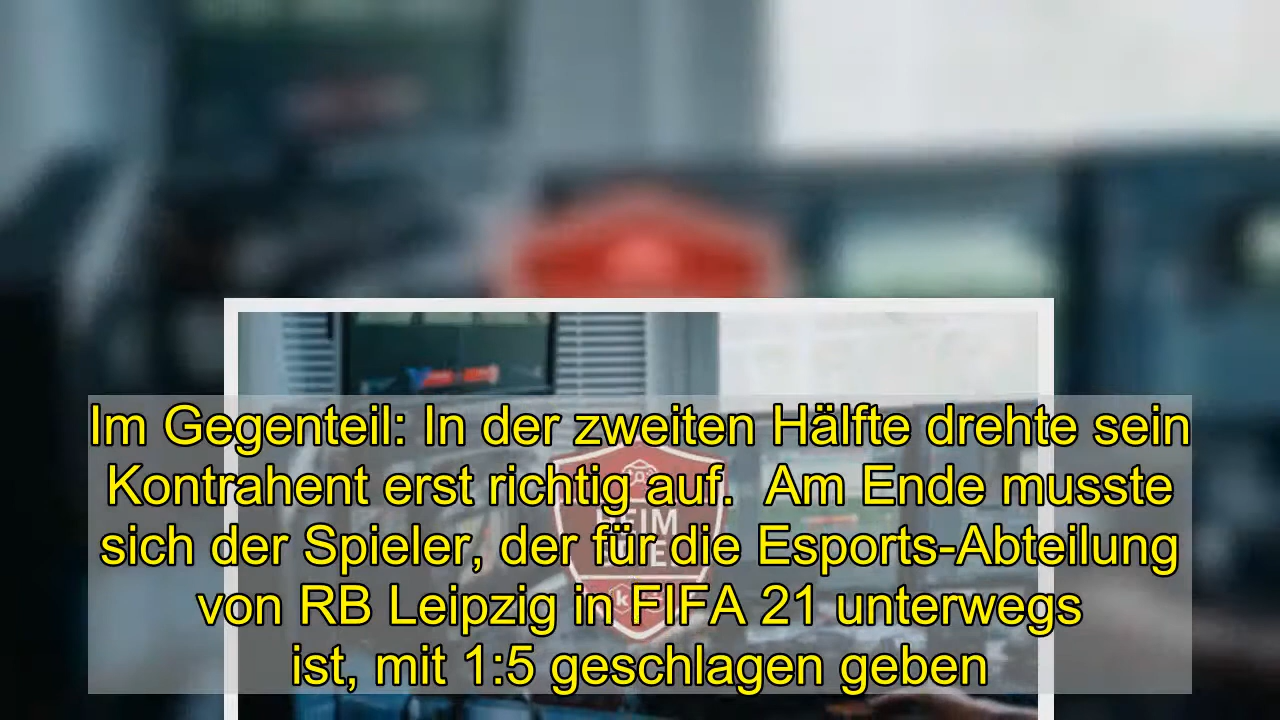 Im Gegenteil: In der zweiten Hälfte drehte sein
Kontrahent erst richtig auf.  Am Ende musste
sich der Spieler, der für die Esports-Abteilung
von RB Leipzig in FIFA 21 unterwegs
ist, mit 1:5 geschlagen geben
HEIM